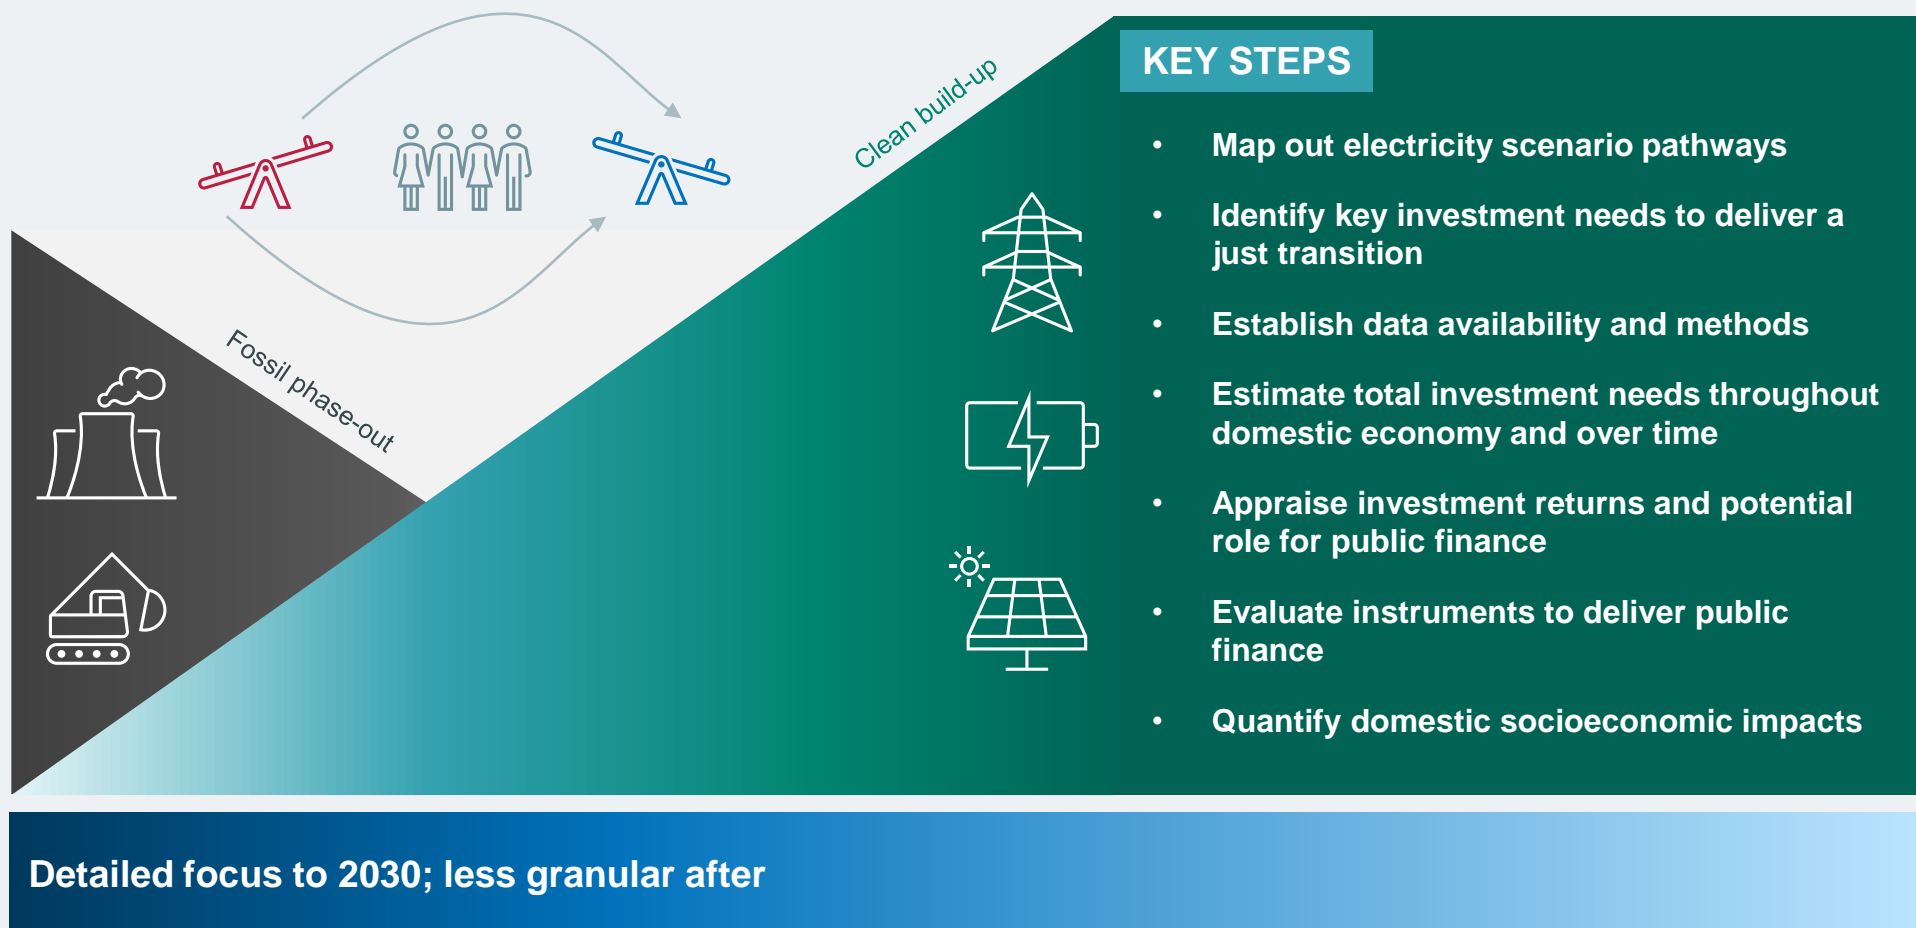 Clean build-up
Fossil phase-out
KEY STEPS
• Map out electricity scenario pathways
• Identify key investment needs to deliver a
just transition
• Establish data availability and methods
• Estimate total investment needs throughout
domestic economy and over time
• Appraise investment returns and potential
role for public finance
• Evaluate instruments to deliver public
finance
• Quantify domestic socioeconomic impacts
Detailed focus to 2030; less granular after